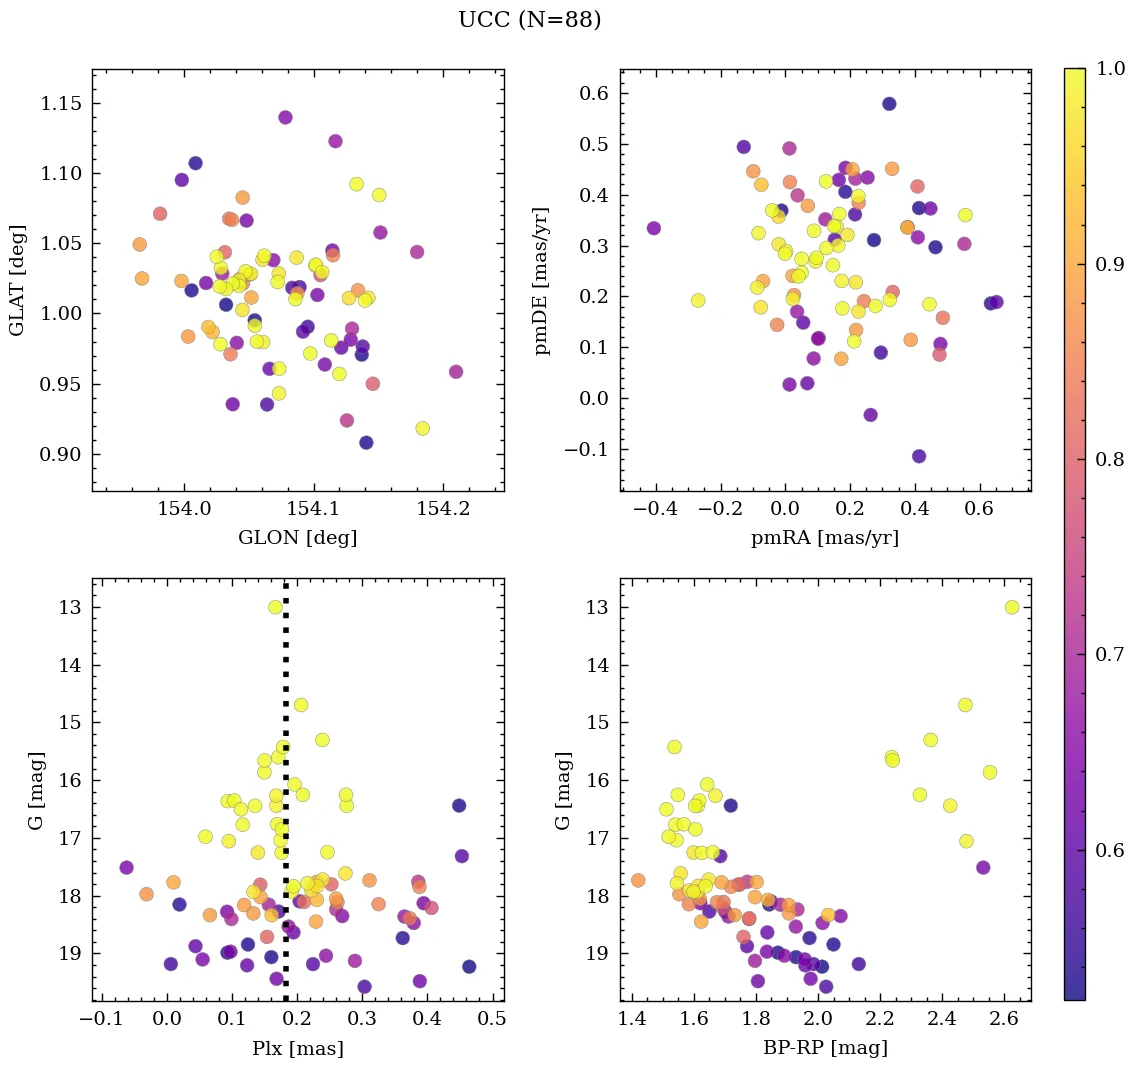 UCC (N=88)
1.15
1.10
1.05
1.00
0.95
0.90
GLAT [deg]
154.0 154.1 154.2
GLON [deg]
0.6
0.5
0.4
0.3
0.2
0.1
0.0
−0.1
pmDE [mas/yr]
−0.4 −0.2 0.0 0.2 0.4 0.6
pmRA [mas/yr]
13
14
15
16
17
18
19
G [mag]
−0.1 0.0 0.1 0.2 0.3 0.4 0.5
Plx [mas]
13
14
15
16
17
18
19
G [mag]
1.4 1.6 1.8 2.0 2.2 2.4 2.6
BP-RP [mag]
1.0
0.9
0.8
0.7
0.6